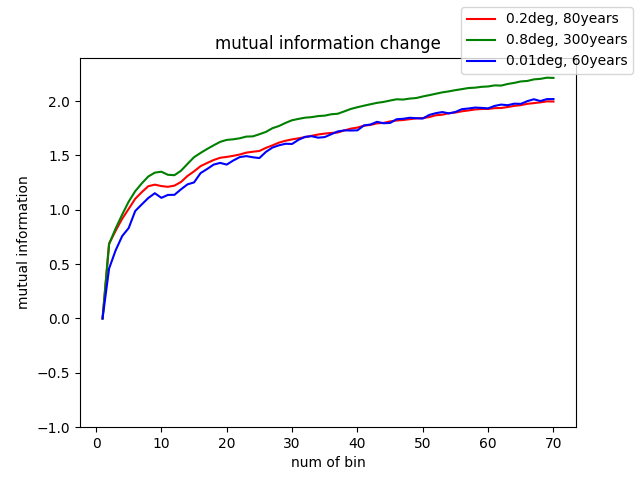 mutual information change
0.2deg, 80years
0.8deg, 300years
0.01deg, 60years
mutual information
2.0
1.5
1.0
0.5
0.0
−0.5
−1.0
0 10 20 30 40 50 60 70
num of bin